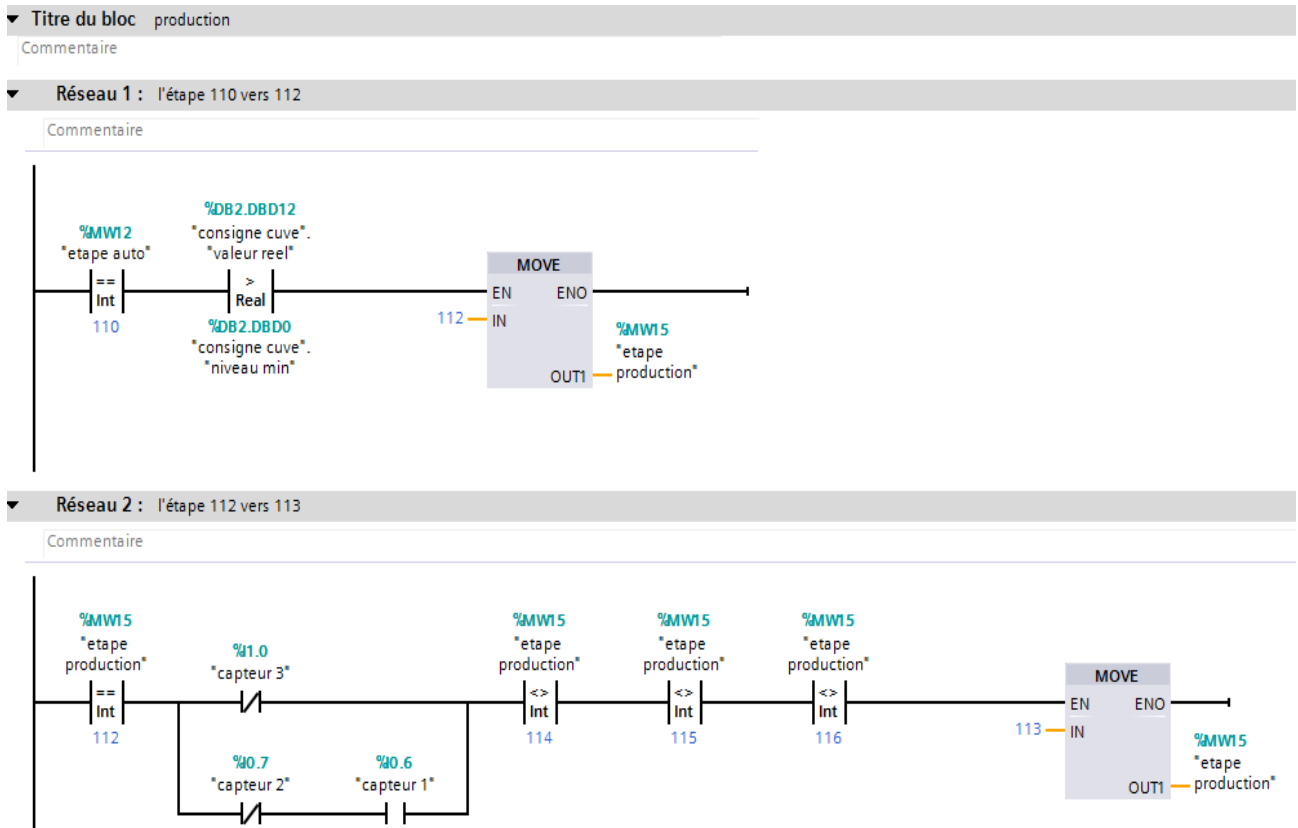 Titre du bloc production
Commentaire
Réseau 1 : l'étape 110 vers 112
Commentaire
%DB2.DBD12
%MW12 "consigne cuve".
"etape auto" "valeur reel"
MOVE
== >
Int Real
EN ENO
110 %DB2.DBD0
112 IN
"consigne cuve".
"niveau min"
%MW15
"etape
OUT1 production"
Réseau 2 : l'étape 112 vers 113
Commentaire
%MW15 %MW15 %MW15 %MW15
"etape "etape "etape "etape
production" production" production" production"
%I1.0
"capteur 3"
MOVE
== <> <> <>
Int Int Int Int
EN ENO
112 114 115 116
113 IN
%MW15
"etape
OUT1 production"
%I0.7 %I0.6
"capteur 2" "capteur 1"